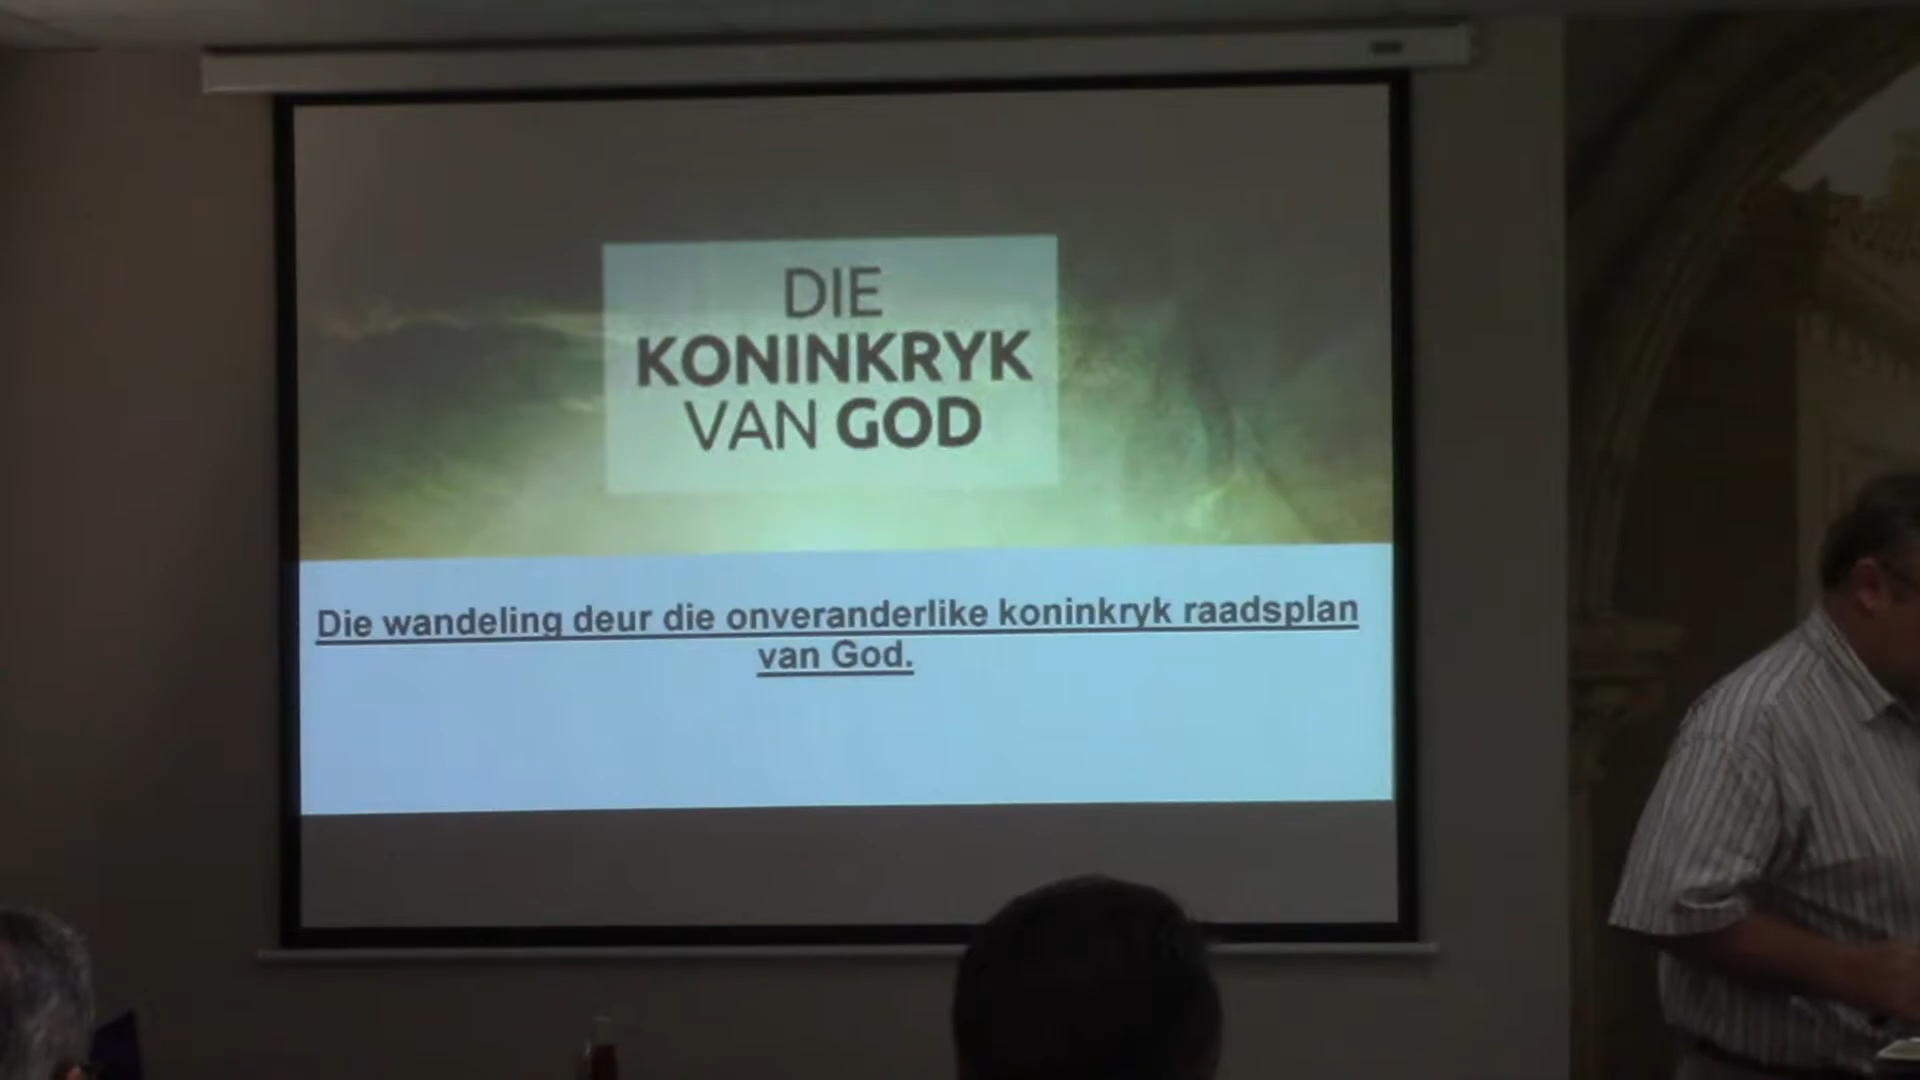 DIE
KONINKRYK
VAN GOD
Die wandeling deur die onveranderlike koninkryk raadsplan
van God.